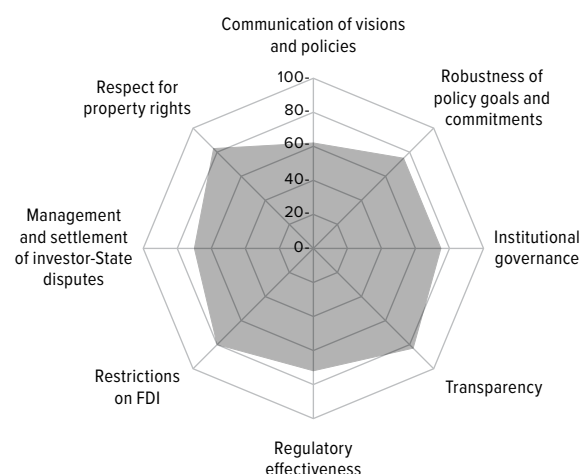 Communication of visions
and policies
Respect for
property rights
Robustness of
policy goals and
commitments
100-
80-
60-
40-
20-
0-
Management
and settlement
of investor-State
disputes
Institutional
governance
Restrictions
on FDI
Transparency
Regulatory
effectiveness